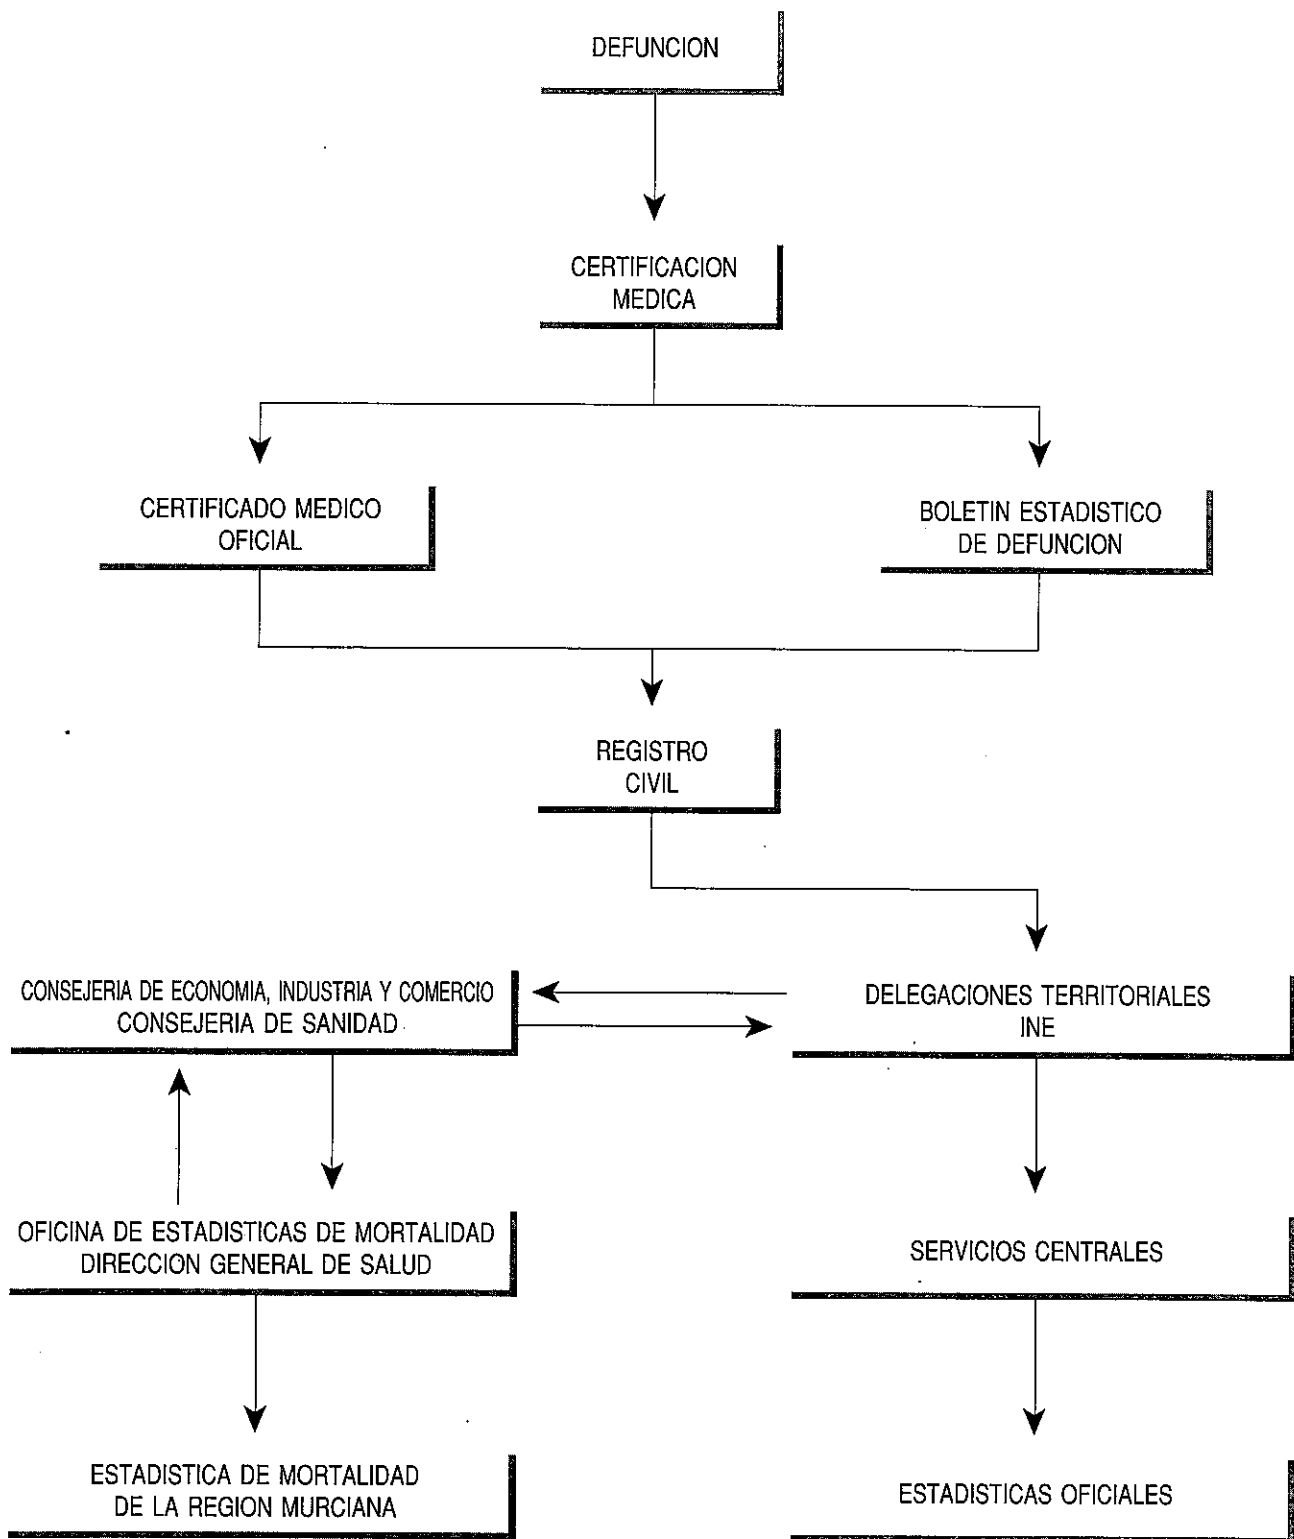 DEFUNCION
CERTIFICACION
MEDICA
CERTIFICADO MEDICO
OFICIAL
BOLETIN ESTADISTICO
DE DEFUNCION
REGISTRO
CIVIL
CONSEJERIA DE ECONOMIA, INDUSTRIA Y COMERCIO
CONSEJERIA DE SANIDAD
DELEGACIONES TERRITORIALES
INE
OFICINA DE ESTADISTICAS DE MORTALIDAD
DIRECCION GENERAL DE SALUD
SERVICIOS CENTRALES
ESTADISTICA DE MORTALIDAD
DE LA REGION MURCIANA
ESTADISTICAS OFICIALES